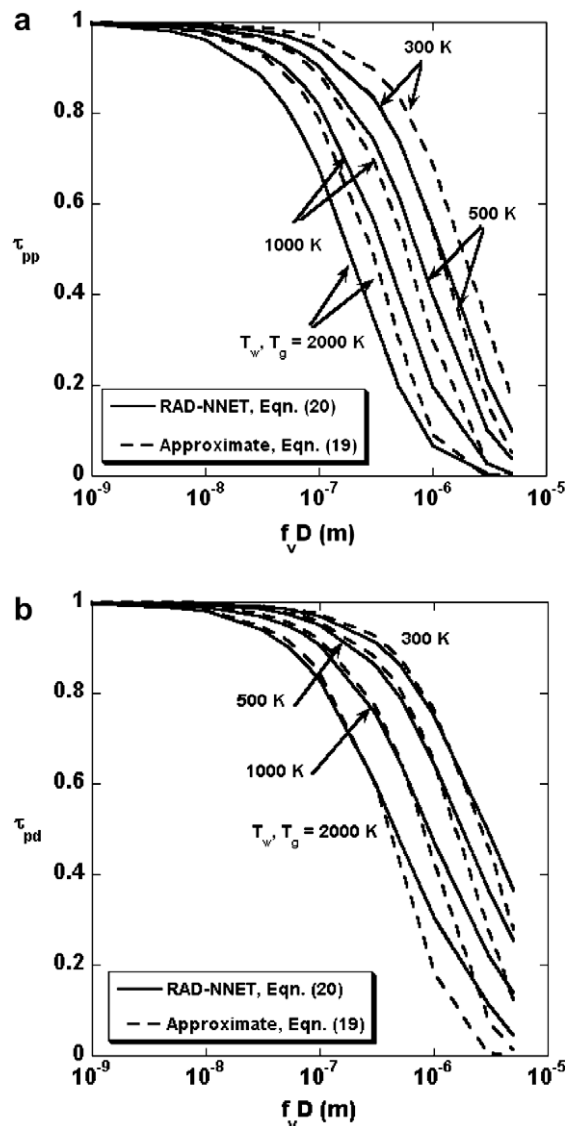 a
1
0.8
0.6
0.4
0.2
0
τpp
300 K
500 K
1000 K
Tw, Tg = 2000 K
RAD-NNET, Eqn. (20)
Approximate, Eqn. (19)
10-9 10-8 10-7 10-6 10-5
fvD (m)
b
1
0.8
0.6
0.4
0.2
0
τpd
300 K
500 K
1000 K
Tw, Tg = 2000 K
RAD-NNET, Eqn. (20)
Approximate, Eqn. (19)
10-9 10-8 10-7 10-6 10-5
fvD (m)